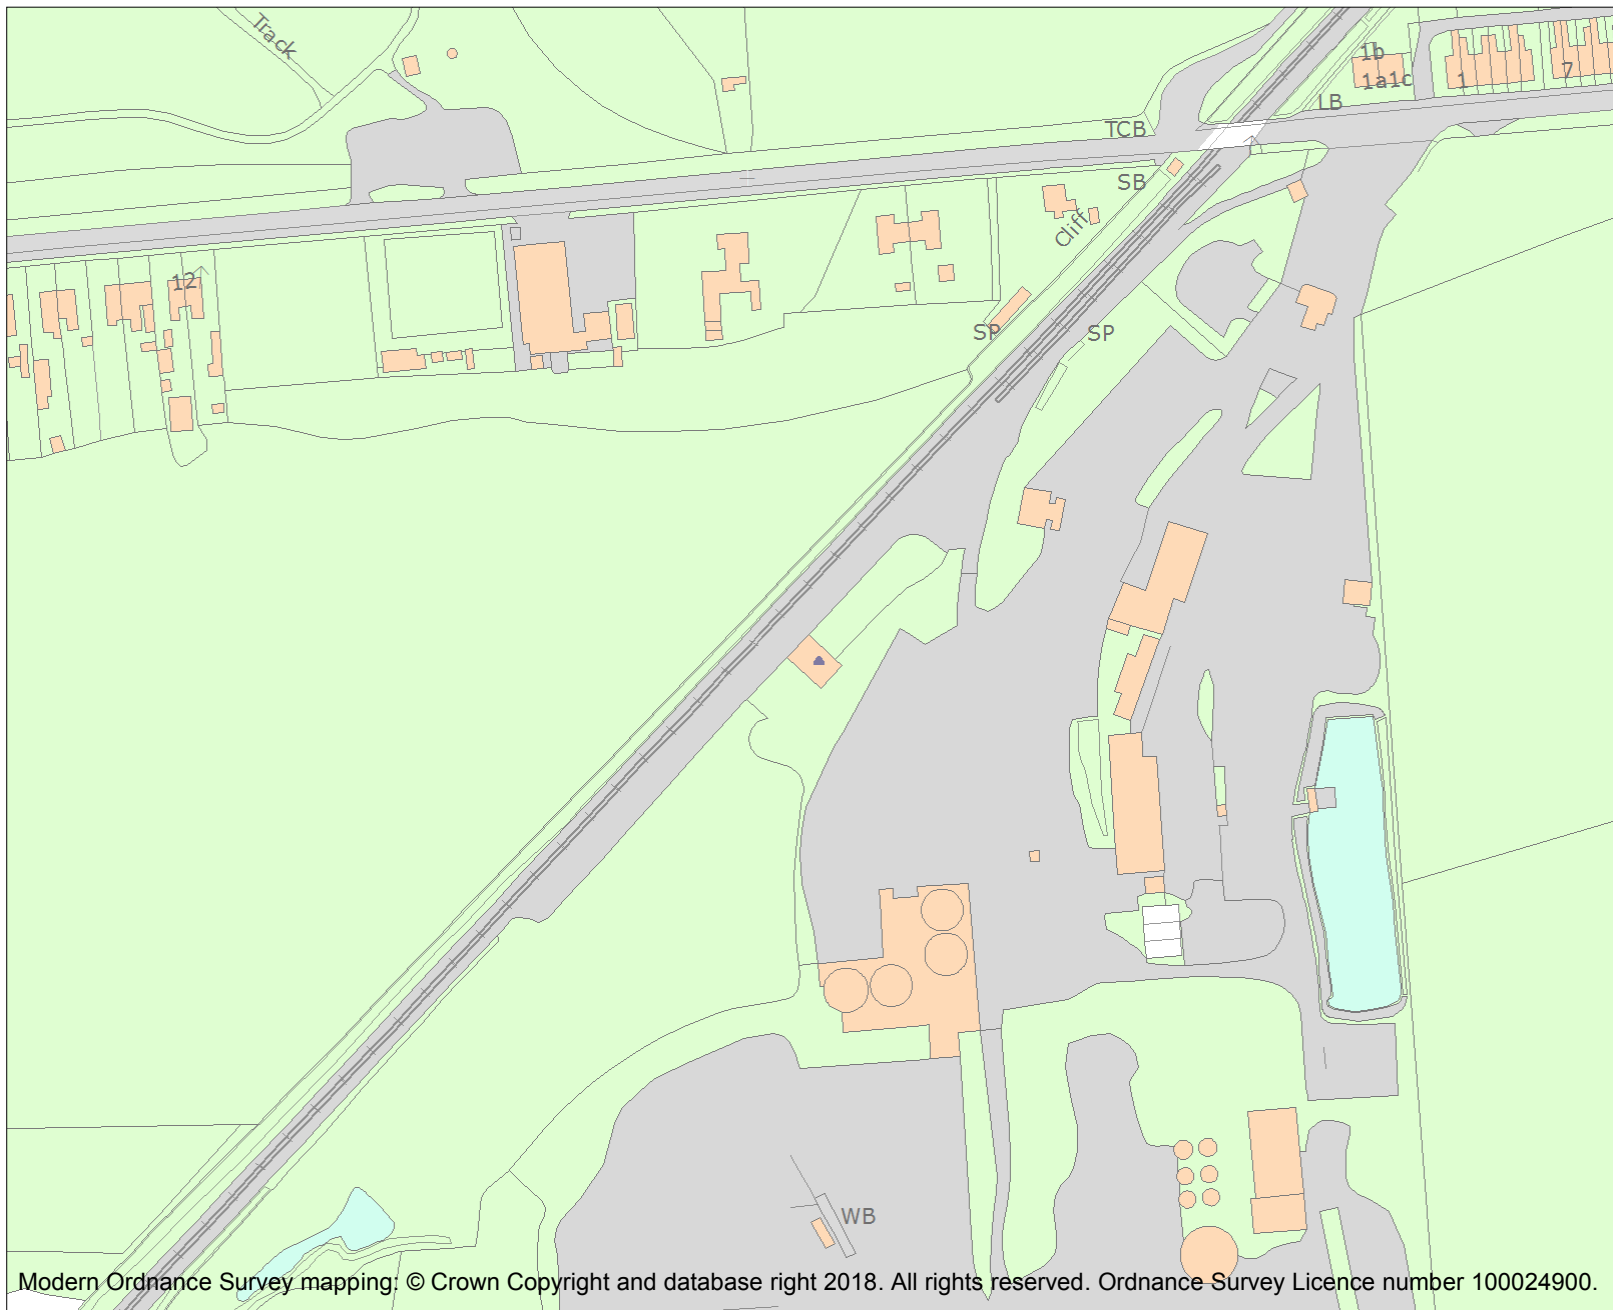 Track
1b
1a1c
1
7
LB
TCB
SB
Cliff
12
SP
SP
WB
Modern Ordnance Survey mapping: © Crown Copyright and database right 2018. All rights reserved. Ordnance Survey Licence number 100024900.